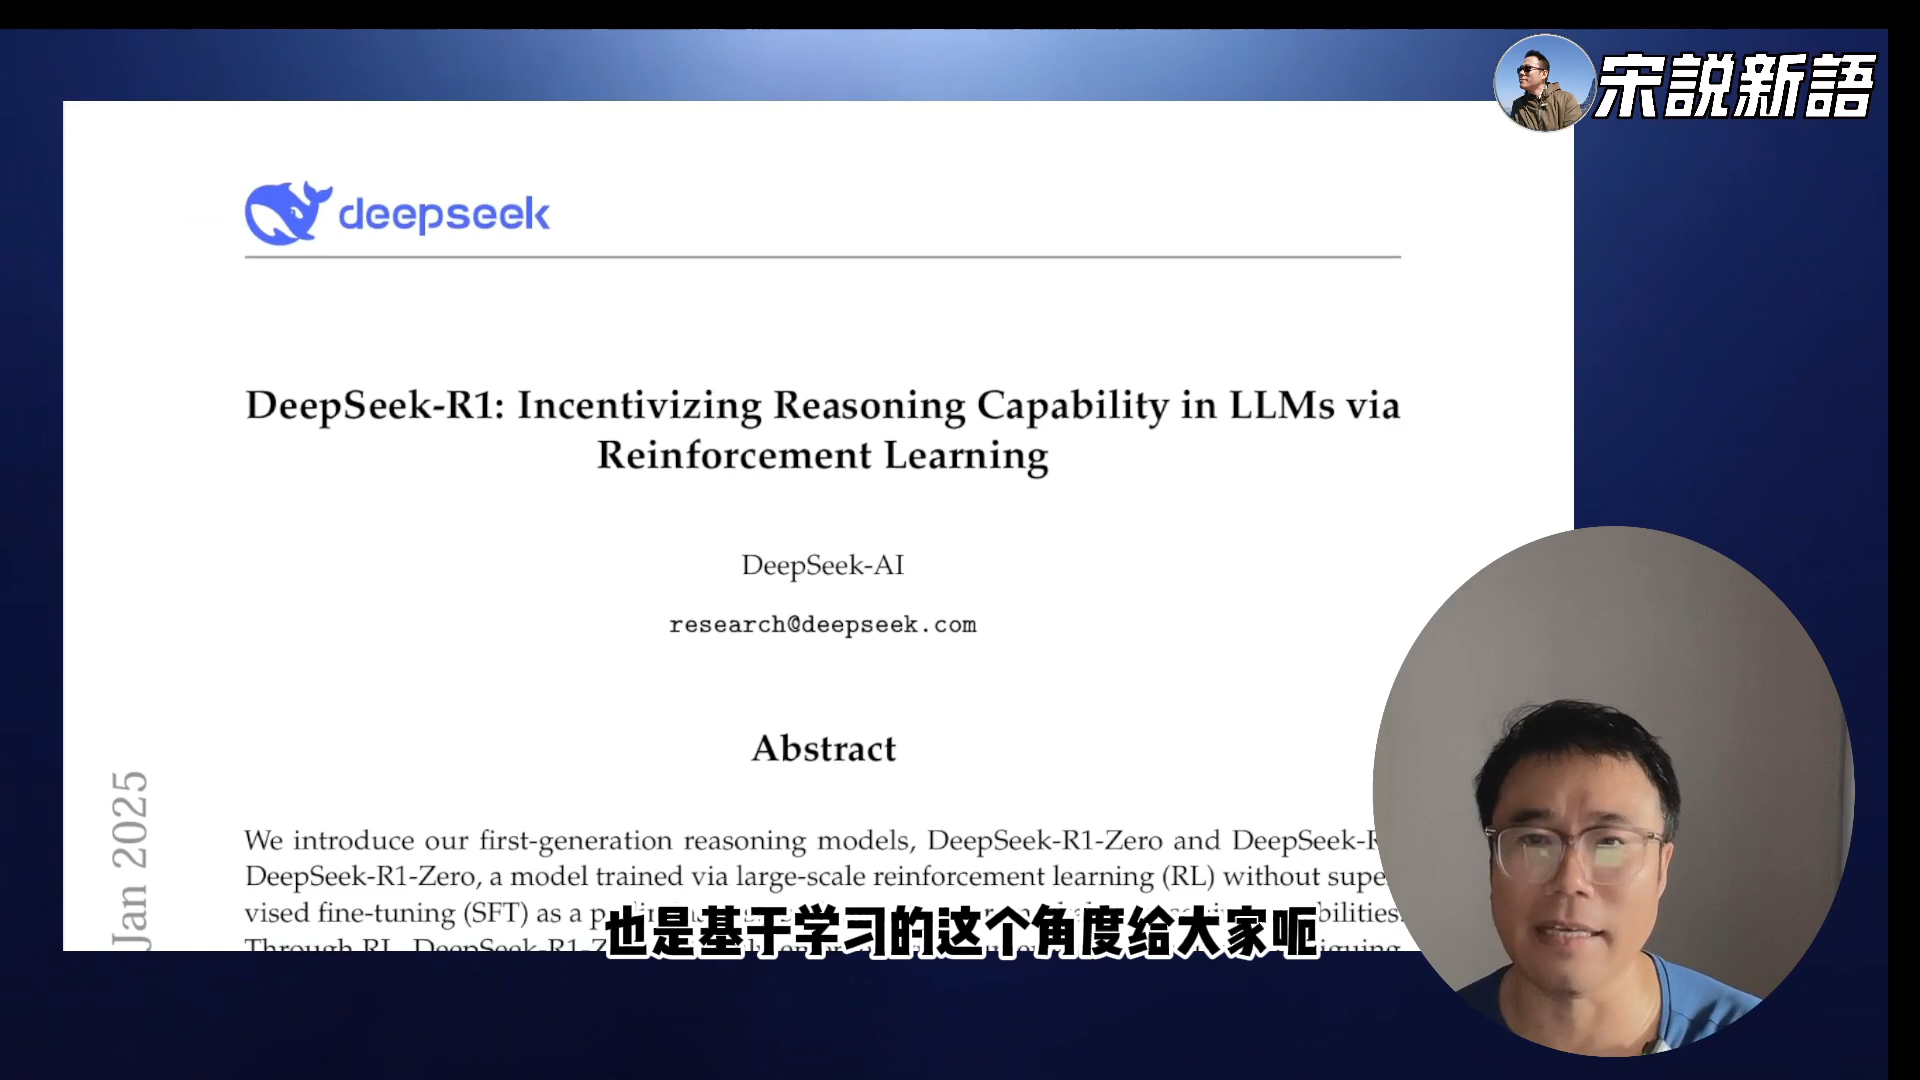 宋説新語
deepseek
DeepSeek-R1: Incentivizing Reasoning Capability in LLMs via
Reinforcement Learning
DeepSeek-AI
research@deepseek.com
Abstract
Jan 2025
We introduce our first-generation reasoning models, DeepSeek-R1-Zero and
DeepSeek-R1-Zero, a model trained via large-scale reinforcement learning (RL) without
vised fine-tuning (SFT) as a
Through RL, DeepSeek-R1-
也是基于学习的这个角度给大家呃